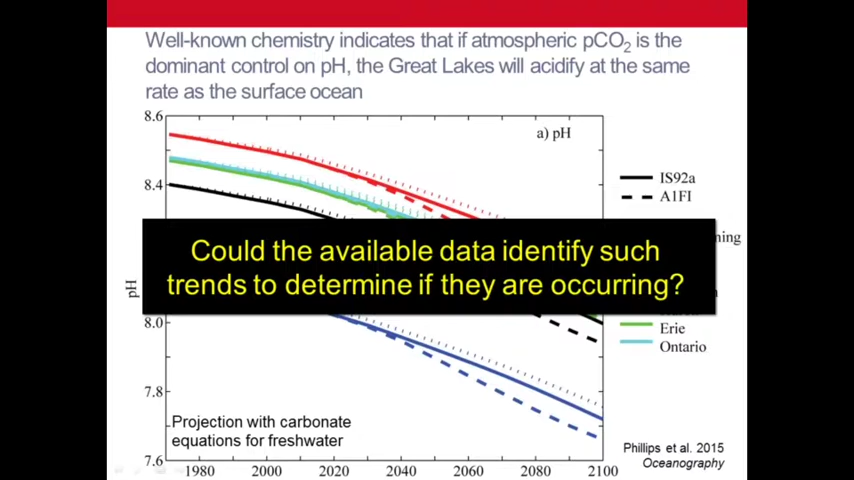 Well-known chemistry indicates that if atmospheric pCO₂ is the
dominant control on pH, the Great Lakes will acidify at the same
rate as the surface ocean
8.6
a) pH
IS92a
8.4
A1FI
Could the available data identify such
trends to determine if they are occurring?
pH
8.0
Erie
Ontario
7.8
Projection with carbonate
equations for freshwater
Phillips et al. 2015
Oceanography
7.6
1980 2000 2020 2040 2060 2080 2100